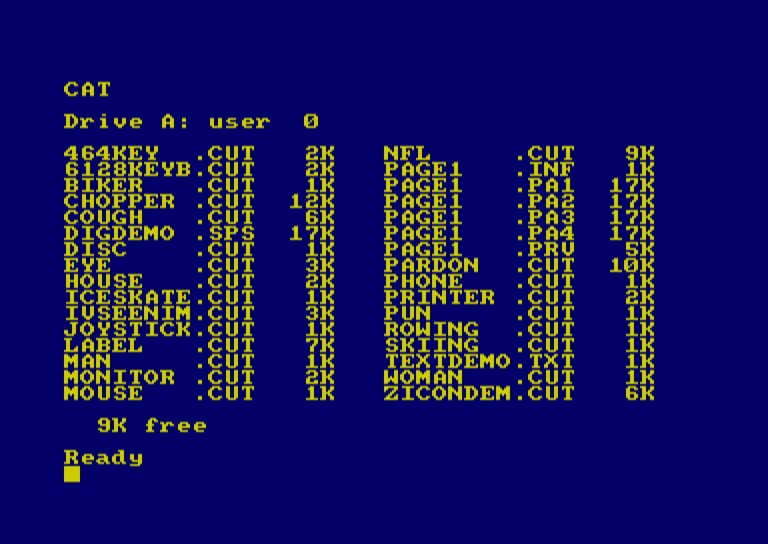 CAT
Drive A: user  0
464KEY  .CUT   2K   NFL     .CUT   9K
6128KEYB.CUT   2K   PAGE1   .INF   1K
BIKER   .CUT   1K   PAGE1   .PA1  17K
CHOPPER .CUT  12K   PAGE1   .PA2  17K
COUGH   .CUT   6K   PAGE1   .PA3  17K
DIGDEMO .SPS  17K   PAGE1   .PA4  17K
DISC    .CUT   1K   PAGE1   .PRV   5K
EYE     .CUT   3K   PARDON  .CUT  10K
HOUSE   .CUT   2K   PHONE   .CUT   1K
ICESKATE.CUT   1K   PRINTER .CUT   2K
IVSEENIM.CUT   3K   PUN     .CUT   1K
JOYSTICK.CUT   1K   ROWING  .CUT   1K
LABEL   .CUT   7K   SKIING  .CUT   1K
MAN     .CUT   1K   TEXTDEMO.TXT   1K
MONITOR .CUT   2K   WOMAN   .CUT   1K
MOUSE   .CUT   1K   ZICONDEM.CUT   6K
9K free
Ready